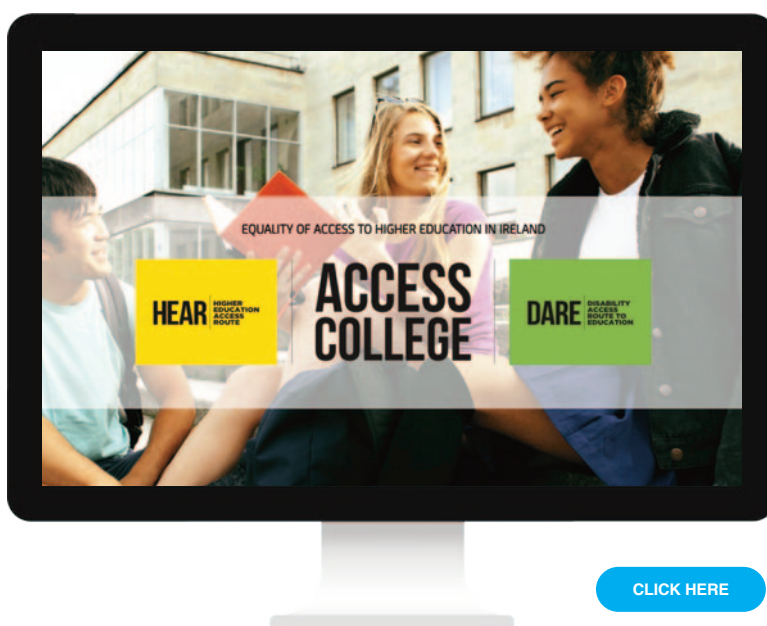 EQUALITY OF ACCESS TO HIGHER EDUCATION IN IRELAND
HEAR
HIGHER
EDUCATION
ACCESS
ROUTE
ACCESS
COLLEGE
DARE
DISABILITY
ACCESS
ROUTE TO
EDUCATION
CLICK HERE